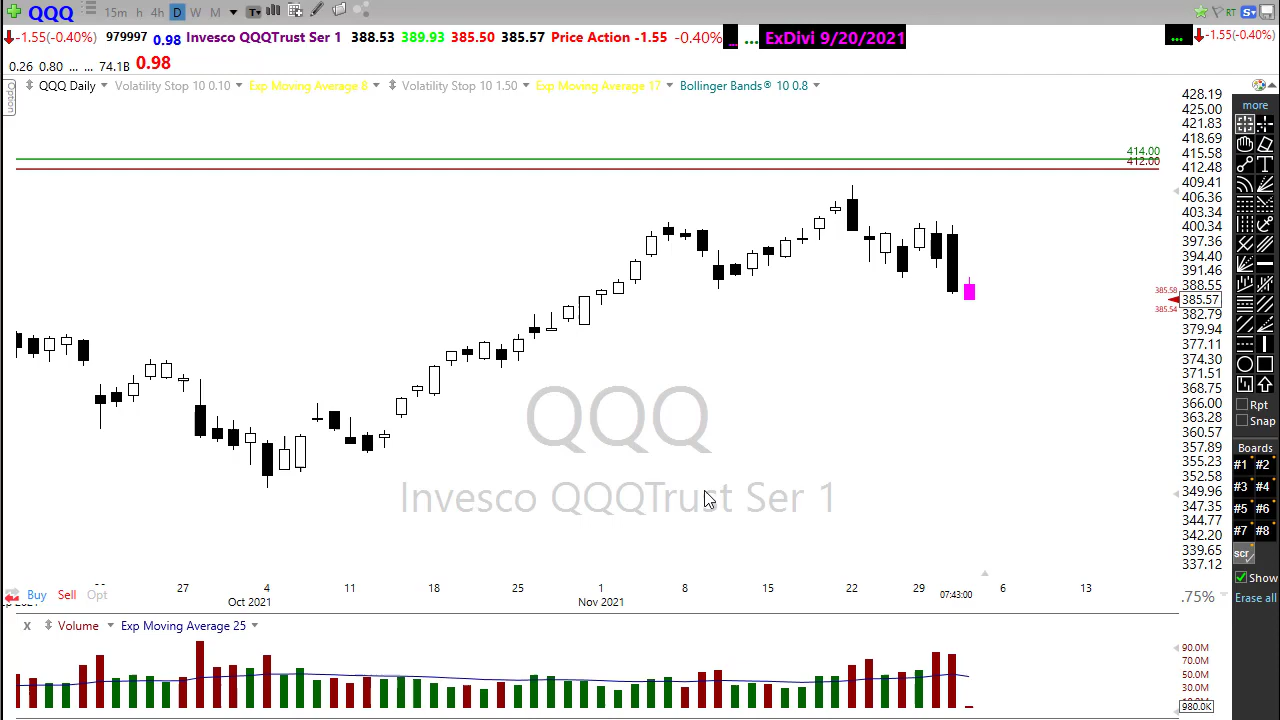 QQQ 15m h 4h D W M T RT S
-1.55(-0.40%) 979997 0.98 Invesco QQQTrust Ser 1 388.53 389.93 385.50 385.57 Price Action -1.55 -0.40% ... ... ExDivi 9/20/2021 ... -1.55(-0.40%)
0.26 0.80 ... ... 74.1B 0.98
Option
QQQ Daily Volatility Stop 10 0.10 Exp Moving Average 8 Volatility Stop 10 1.50 Exp Moving Average 17 Bollinger Bands® 10 0.8
428.19
425.00
421.83
418.69
415.58
412.48
409.41
406.36
403.34
400.34
397.36
394.40
391.46
388.55
385.57
382.79
379.94
377.11
374.30
371.51
368.75
366.00
363.28
360.57
357.89
355.23
352.58
349.96
347.35
344.77
342.20
339.65
337.12
414.00
412.00
385.58
385.54
QQQ
Invesco QQQTrust Ser 1
more
T
Rpt
Snap
Boards
#1 #2
#3 #4
#5 #6
#7 #8
scr
Show
Erase all
27 4 11 18 25 1 8 15 22 29 6 13
Buy Sell Opt
07:43:00
.75%
Oct 2021 Nov 2021
x Volume Exp Moving Average 25
90.0M
70.0M
50.0M
30.0M
980.0K